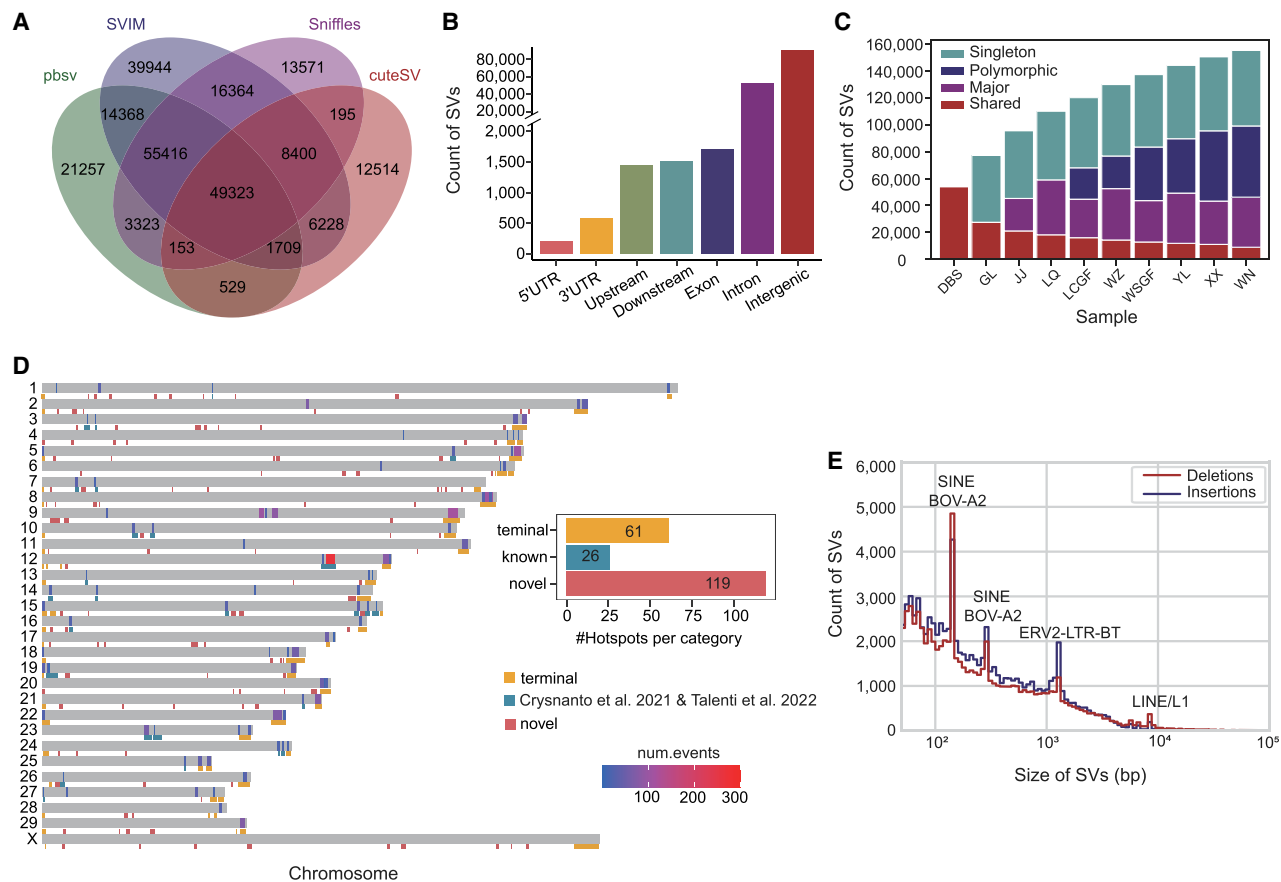 A
SVIM
Sniffles
pbsv
cuteSV
39944
13571
14368
16364
195
21257
55416
8400
12514
49323
3323
6228
153
1709
529
B
Count of SVs
80,000
60,000
40,000
20,000
2,000
1,500
1,000
500
0
5'UTR
3'UTR
Upstream
Downstream
Exon
Intron
Intergenic
C
Count of SVs
160,000
140,000
120,000
100,000
80,000
60,000
40,000
20,000
0
Singleton
Polymorphic
Major
Shared
DBS
GL
JJ
LQ
LCGF
WZ
WSGF
YL
XX
WN
Sample
D
1
2
3
4
5
6
7
8
9
10
11
12
13
14
15
16
17
18
19
20
21
22
23
24
25
26
27
28
29
X
Chromosome
teminal
61
known
26
novel
119
0
25
50
75
100
#Hotspots per category
terminal
Crysnanto et al. 2021 & Talenti et al. 2022
novel
num.events
100
200
300
E
Count of SVs
6,000
5,000
4,000
3,000
2,000
1,000
0
Deletions
Insertions
SINE
BOV-A2
SINE
BOV-A2
ERV2-LTR-BT
LINE/L1
10²
10³
10⁴
10⁵
Size of SVs (bp)